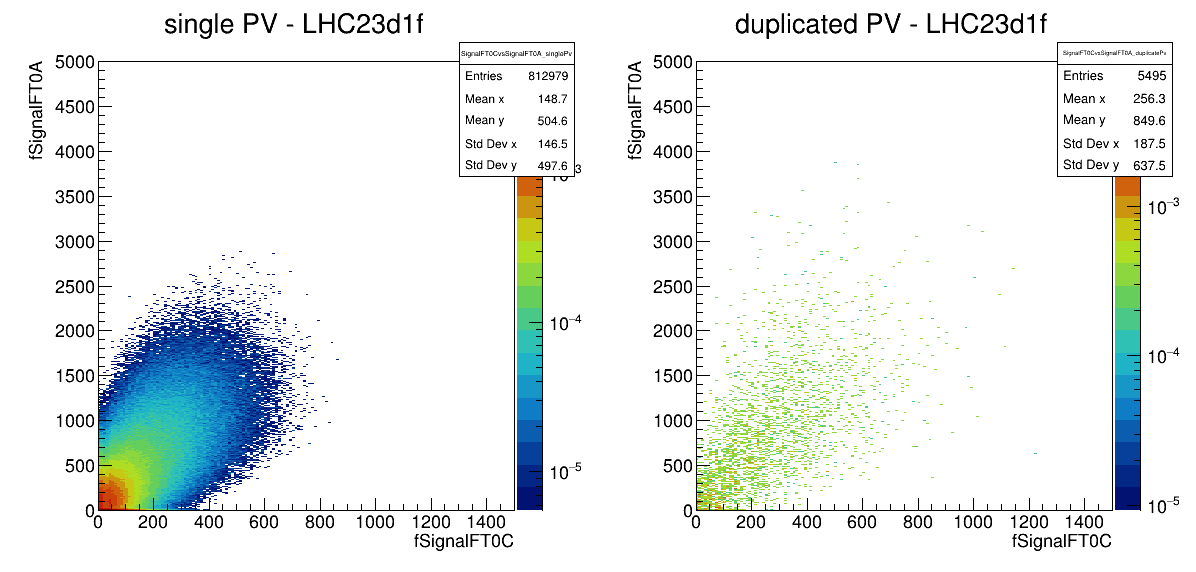 single PV - LHC23d1f
SignalFT0CvsSignalFT0A_singlePv
Entries 812979
Mean x 148.7
Mean y 504.6
Std Dev x 146.5
Std Dev y 497.6
fSignalFT0A
5000
4500
4000
3500
3000
2500
2000
1500
1000
500
0
0 200 400 600 800 1000 1200 1400
fSignalFT0C
10⁻³
10⁻⁴
10⁻⁵
duplicated PV - LHC23d1f
SignalFT0CvsSignalFT0A_duplicatePv
Entries 5495
Mean x 256.3
Mean y 849.6
Std Dev x 187.5
Std Dev y 637.5
fSignalFT0A
5000
4500
4000
3500
3000
2500
2000
1500
1000
500
0
0 200 400 600 800 1000 1200 1400
fSignalFT0C
10⁻³
10⁻⁴
10⁻⁵